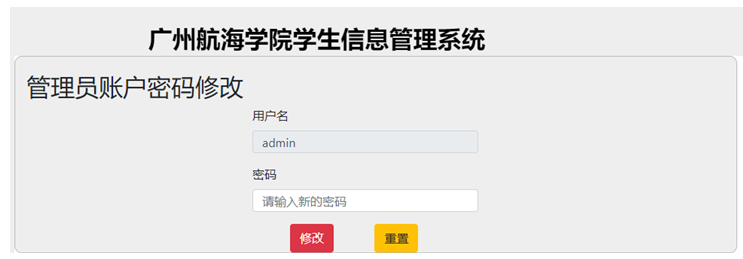 广州航海学院学生信息管理系统
管理员账户密码修改
用户名
admin
密码
请输入新的密码
修改 重置